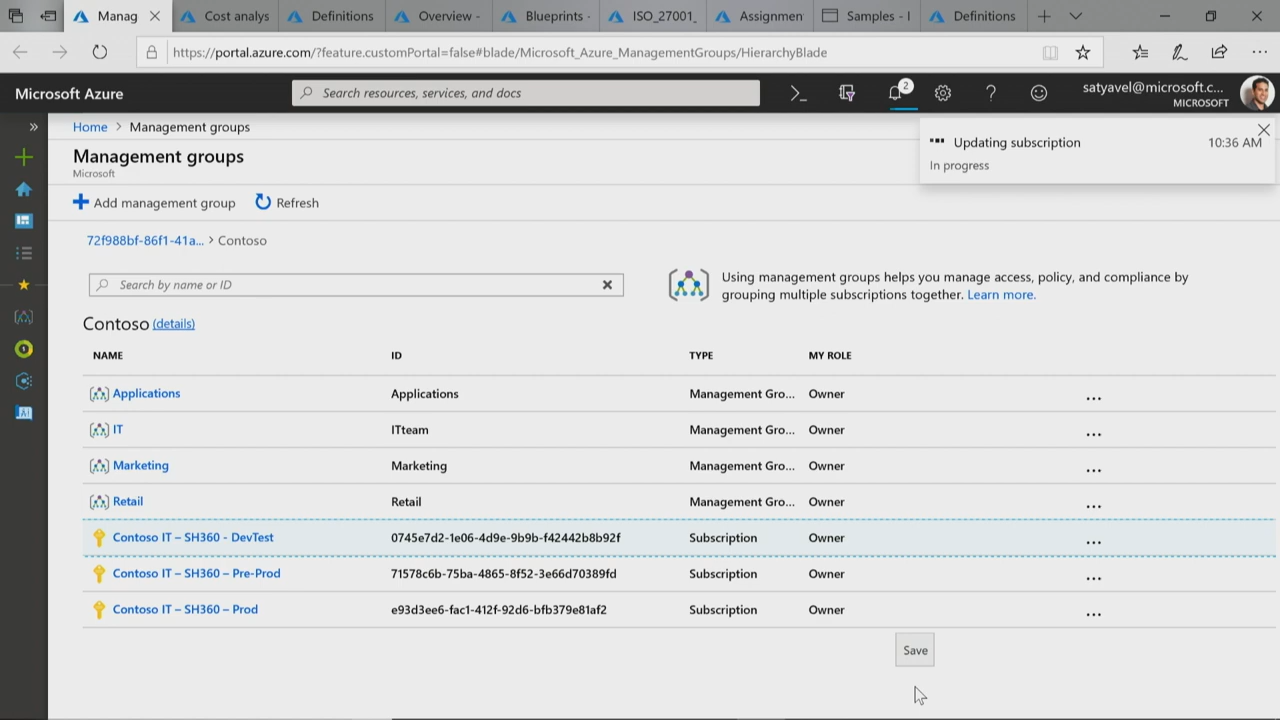 Manag
Cost analys
Definitions
Overview -
Blueprints -
ISO_27001_
Assignmen
Samples - I
Definitions
https://portal.azure.com/?feature.customPortal=false#blade/Microsoft_Azure_ManagementGroups/HierarchyBlade
Microsoft Azure
Search resources, services, and docs
2
satyavel@microsoft.c...
MICROSOFT
Home > Management groups
Updating subscription 10:36 AM
In progress
Management groups
Microsoft
Add management group Refresh
72f988bf-86f1-41a... > Contoso
Search by name or ID
Using management groups helps you manage access, policy, and compliance by
grouping multiple subscriptions together. Learn more.
Contoso (details)
NAME ID TYPE MY ROLE
Applications Applications Management Gro... Owner ...
IT ITteam Management Gro... Owner ...
Marketing Marketing Management Gro... Owner ...
Retail Retail Management Gro... Owner ...
Contoso IT – SH360 - DevTest 0745e7d2-1e06-4d9e-9b9b-f42442b8b92f Subscription Owner ...
Contoso IT – SH360 – Pre-Prod 71578c6b-75ba-4865-8f52-3e66d70389fd Subscription Owner ...
Contoso IT – SH360 – Prod e93d3ee6-fac1-412f-92d6-bfb379e81af2 Subscription Owner ...
Save